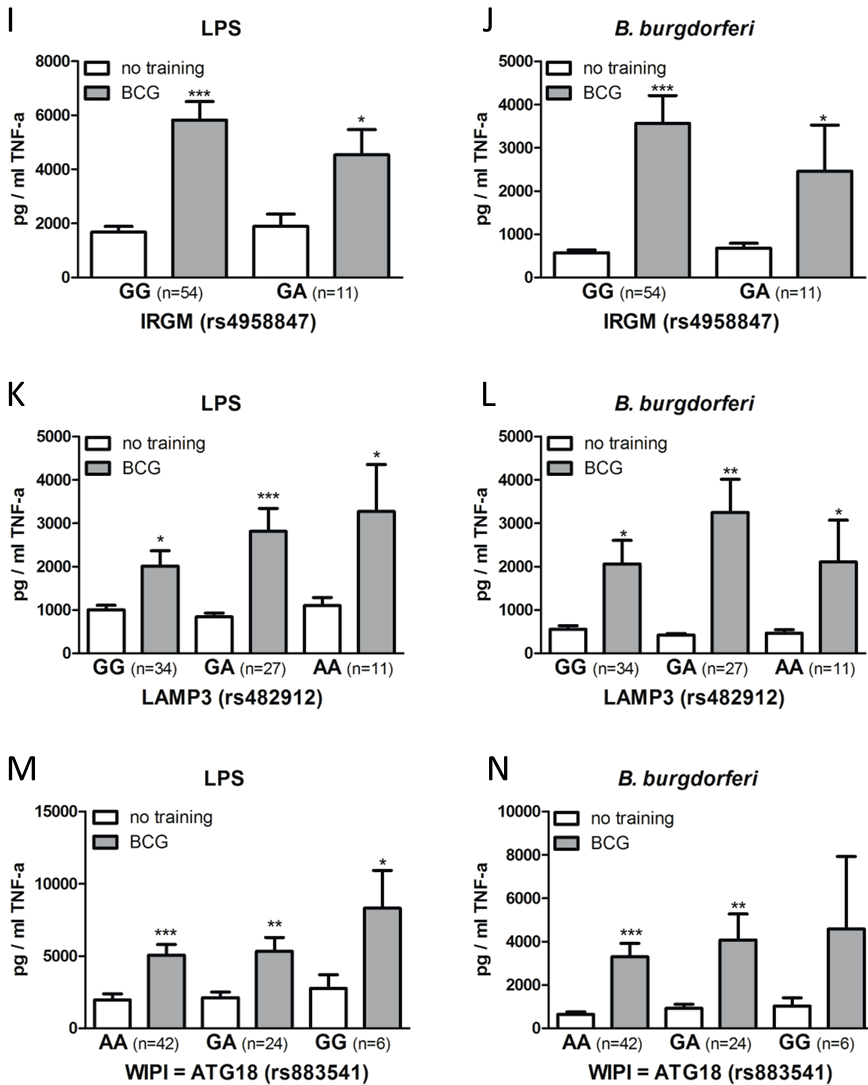 I
LPS
8000
6000
4000
2000
0
pg / ml TNF-a
no training
BCG
***
*
GG (n=54) GA (n=11)
IRGM (rs4958847)
J
B. burgdorferi
5000
4000
3000
2000
1000
0
pg / ml TNF-a
no training
BCG
***
*
GG (n=54) GA (n=11)
IRGM (rs4958847)
K
LPS
5000
4000
3000
2000
1000
0
pg / ml TNF-a
no training
BCG
*
***
*
GG (n=34) GA (n=27) AA (n=11)
LAMP3 (rs482912)
L
B. burgdorferi
5000
4000
3000
2000
1000
0
pg / ml TNF-a
no training
BCG
*
**
*
GG (n=34) GA (n=27) AA (n=11)
LAMP3 (rs482912)
M
LPS
15000
10000
5000
0
pg / ml TNF-a
no training
BCG
***
**
*
AA (n=42) GA (n=24) GG (n=6)
WIPI = ATG18 (rs883541)
N
B. burgdorferi
10000
8000
6000
4000
2000
0
pg / ml TNF-a
no training
BCG
***
**
AA (n=42) GA (n=24) GG (n=6)
WIPI = ATG18 (rs883541)